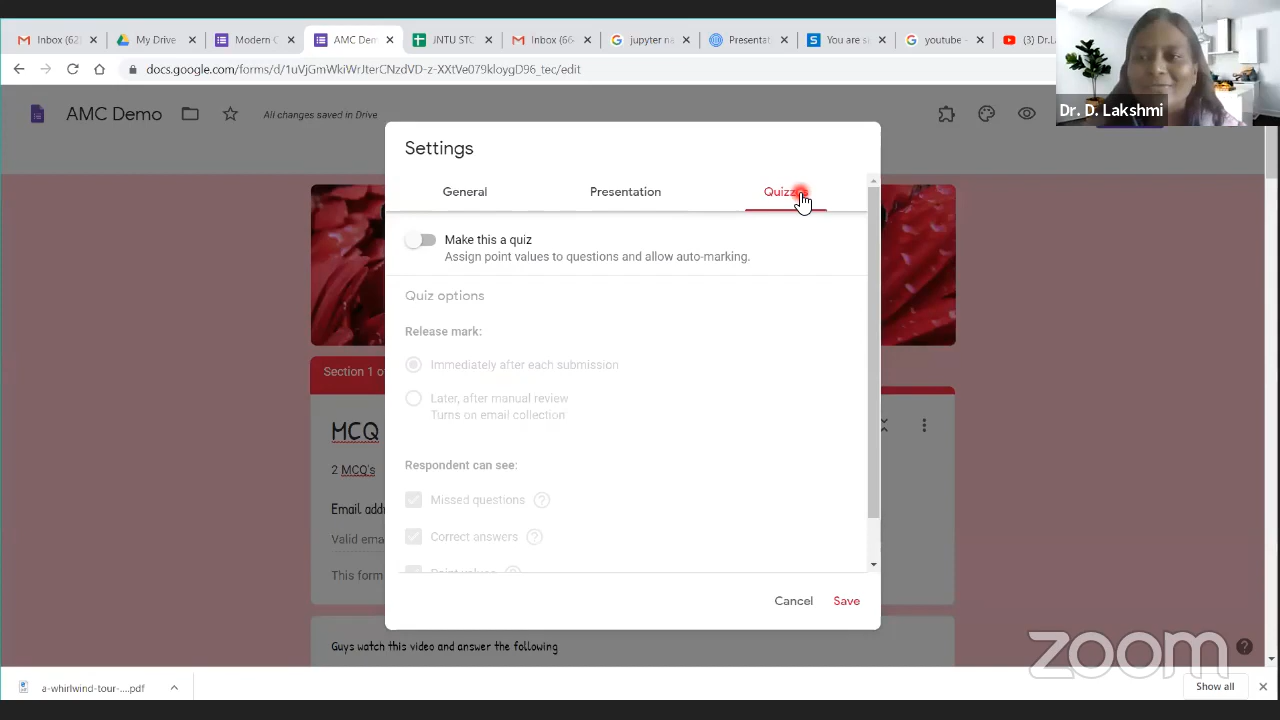 Inbox (62)
My Drive
Modern C
AMC Dem
JNTU STC
Inbox (66
jupyter na
Presentat
You are s
youtube -
(3) Dr.L
docs.google.com/forms/d/
/edit
AMC Demo
All changes saved in Drive
Dr. D. Lakshmi
Settings
General
Presentation
Make this a quiz
Assign point values to questions and allow auto-marking.
Quiz options
Release mark:
Immediately after each submission
Later, after manual review
Turns on email collection
Respondent can see:
Missed questions
Correct answers
Section 1 o
MCQ
2 MCQ's
Email addr
Valid emai
This form
Cancel
Save
Guys watch this video and answer the following
zoom
a-whirlwind-tour-....pdf
Show all